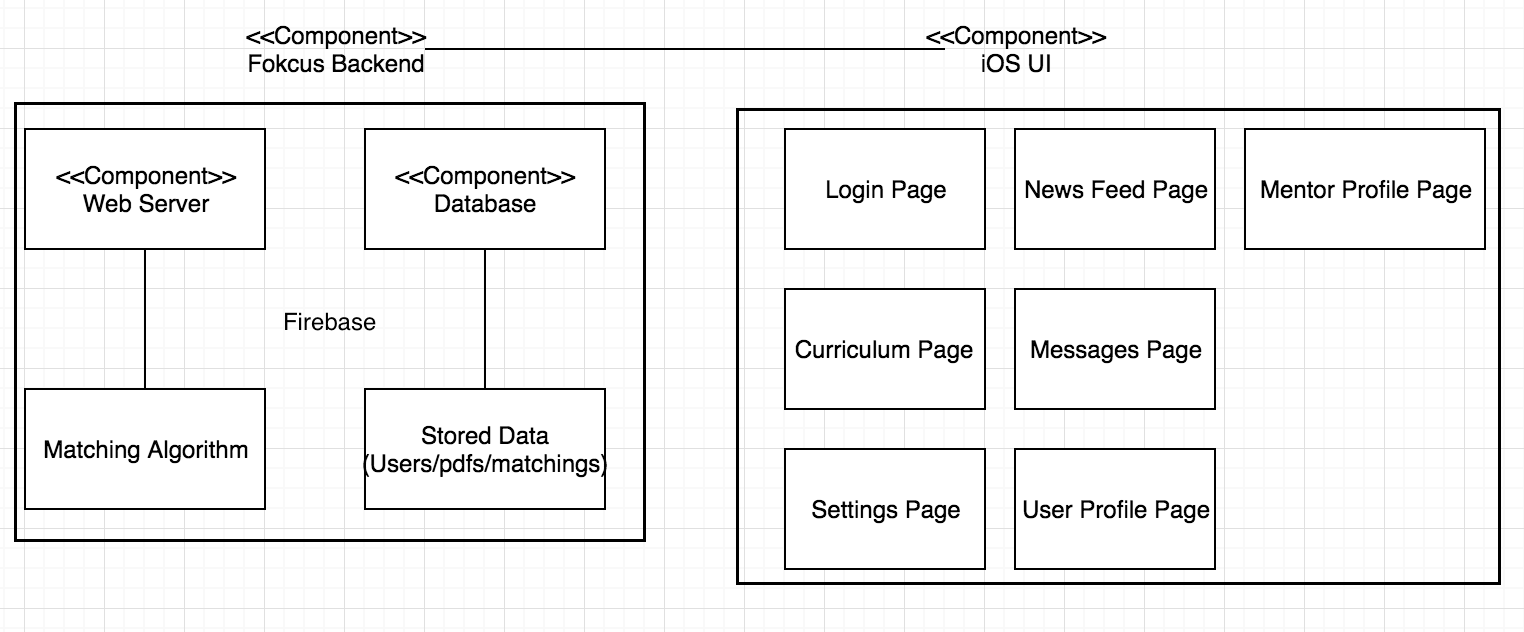 <<Component>>
Fokcus Backend
<<Component>>
iOS UI
<<Component>>
Web Server
<<Component>>
Database
Firebase
Matching Algorithm
Stored Data
(Users/pdfs/matchings)
Login Page
News Feed Page
Mentor Profile Page
Curriculum Page
Messages Page
Settings Page
User Profile Page